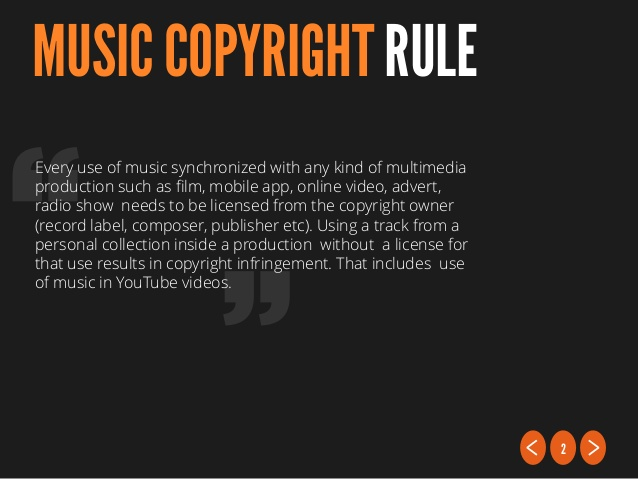 MUSIC COPYRIGHT RULE
“
Every use of music synchronized with any kind of multimedia
production such as film, mobile app, online video, advert,
radio show needs to be licensed from the copyright owner
(record label, composer, publisher etc). Using a track from a
personal collection inside a production without a license for
that use results in copyright infringement. That includes use
of music in YouTube videos.
”
< 2 >